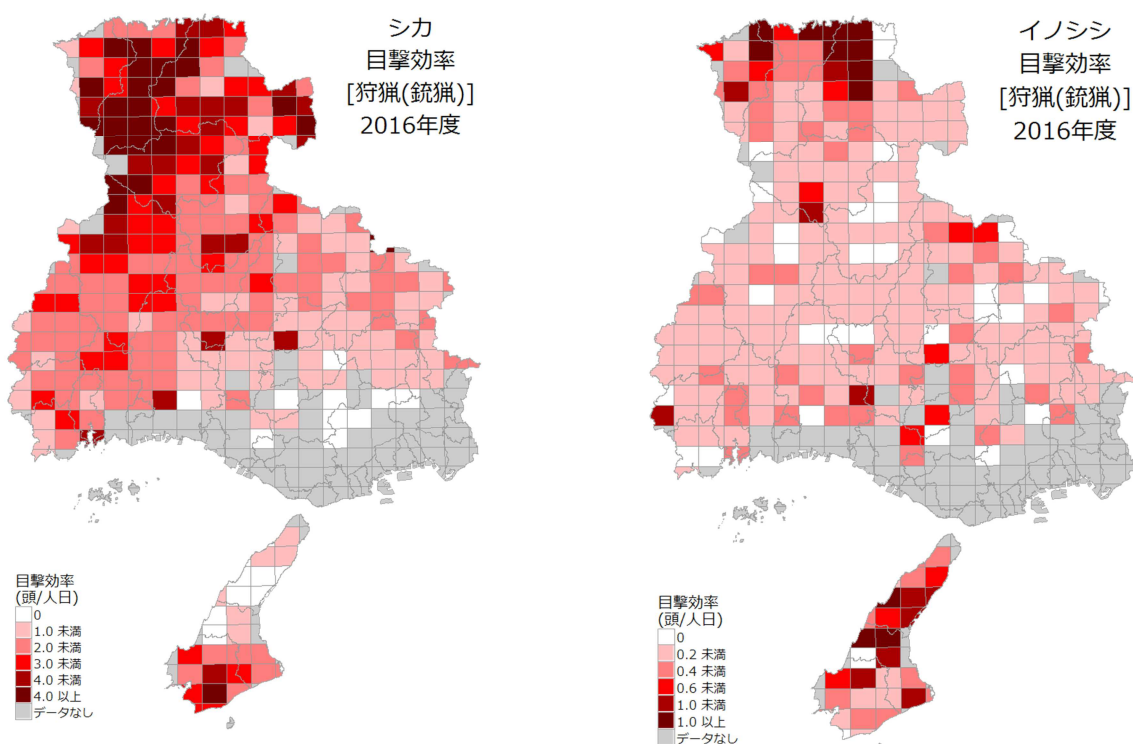 シカ
目撃効率
[狩猟(銃猟)]
2016年度
イノシシ
目撃効率
[狩猟(銃猟)]
2016年度
目撃効率
(頭/人日)
0
1.0 未満
2.0 未満
3.0 未満
4.0 未満
4.0 以上
データなし
目撃効率
(頭/人日)
0
0.2 未満
0.4 未満
0.6 未満
1.0 未満
1.0 以上
データなし